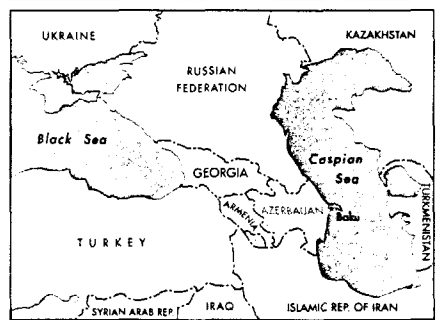 UKRAINE
KAZAKHSTAN
RUSSIAN
FEDERATION
Black Sea
Caspian
Sea
GEORGIA
ARMENIA
AZERBAIJAN
Baku
TURKMENISTAN
TURKEY
SYRIAN ARAB REP.
IRAQ
ISLAMIC REP. OF IRAN